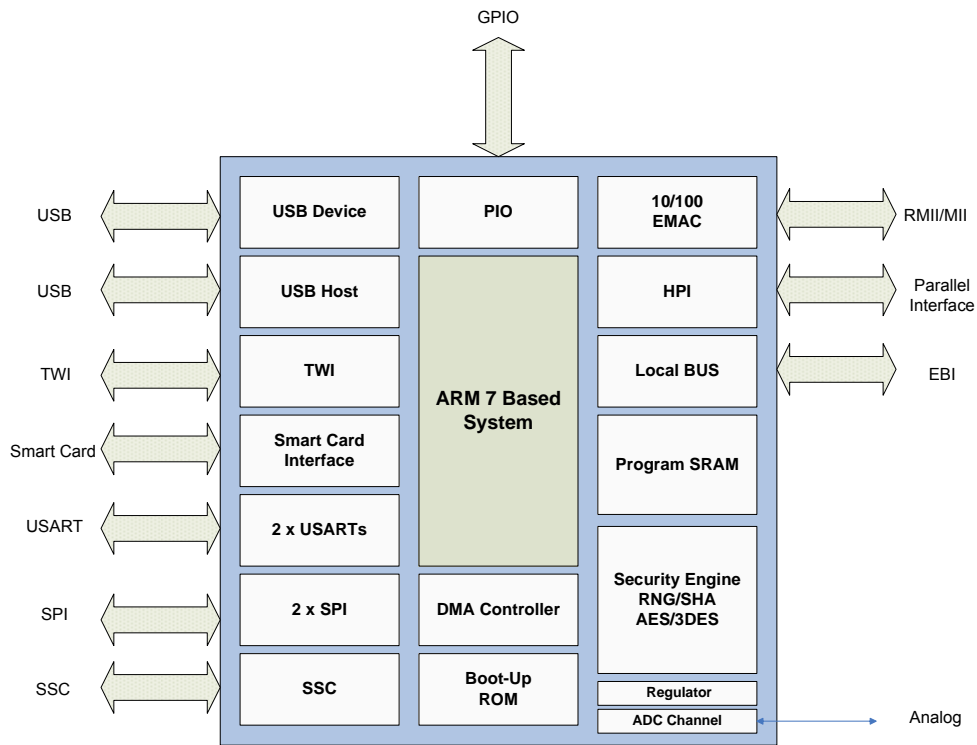 GPIO
USB
USB Device
PIO
10/100
EMAC
RMII/MII
USB
USB Host
HPI
Parallel
Interface
TWI
TWI
ARM 7 Based
System
Local BUS
EBI
Smart Card
Smart Card
Interface
Program SRAM
USART
2 x USARTs
Security Engine
RNG/SHA
AES/3DES
SPI
2 x SPI
DMA Controller
SSC
SSC
Boot-Up
ROM
Regulator
ADC Channel
Analog